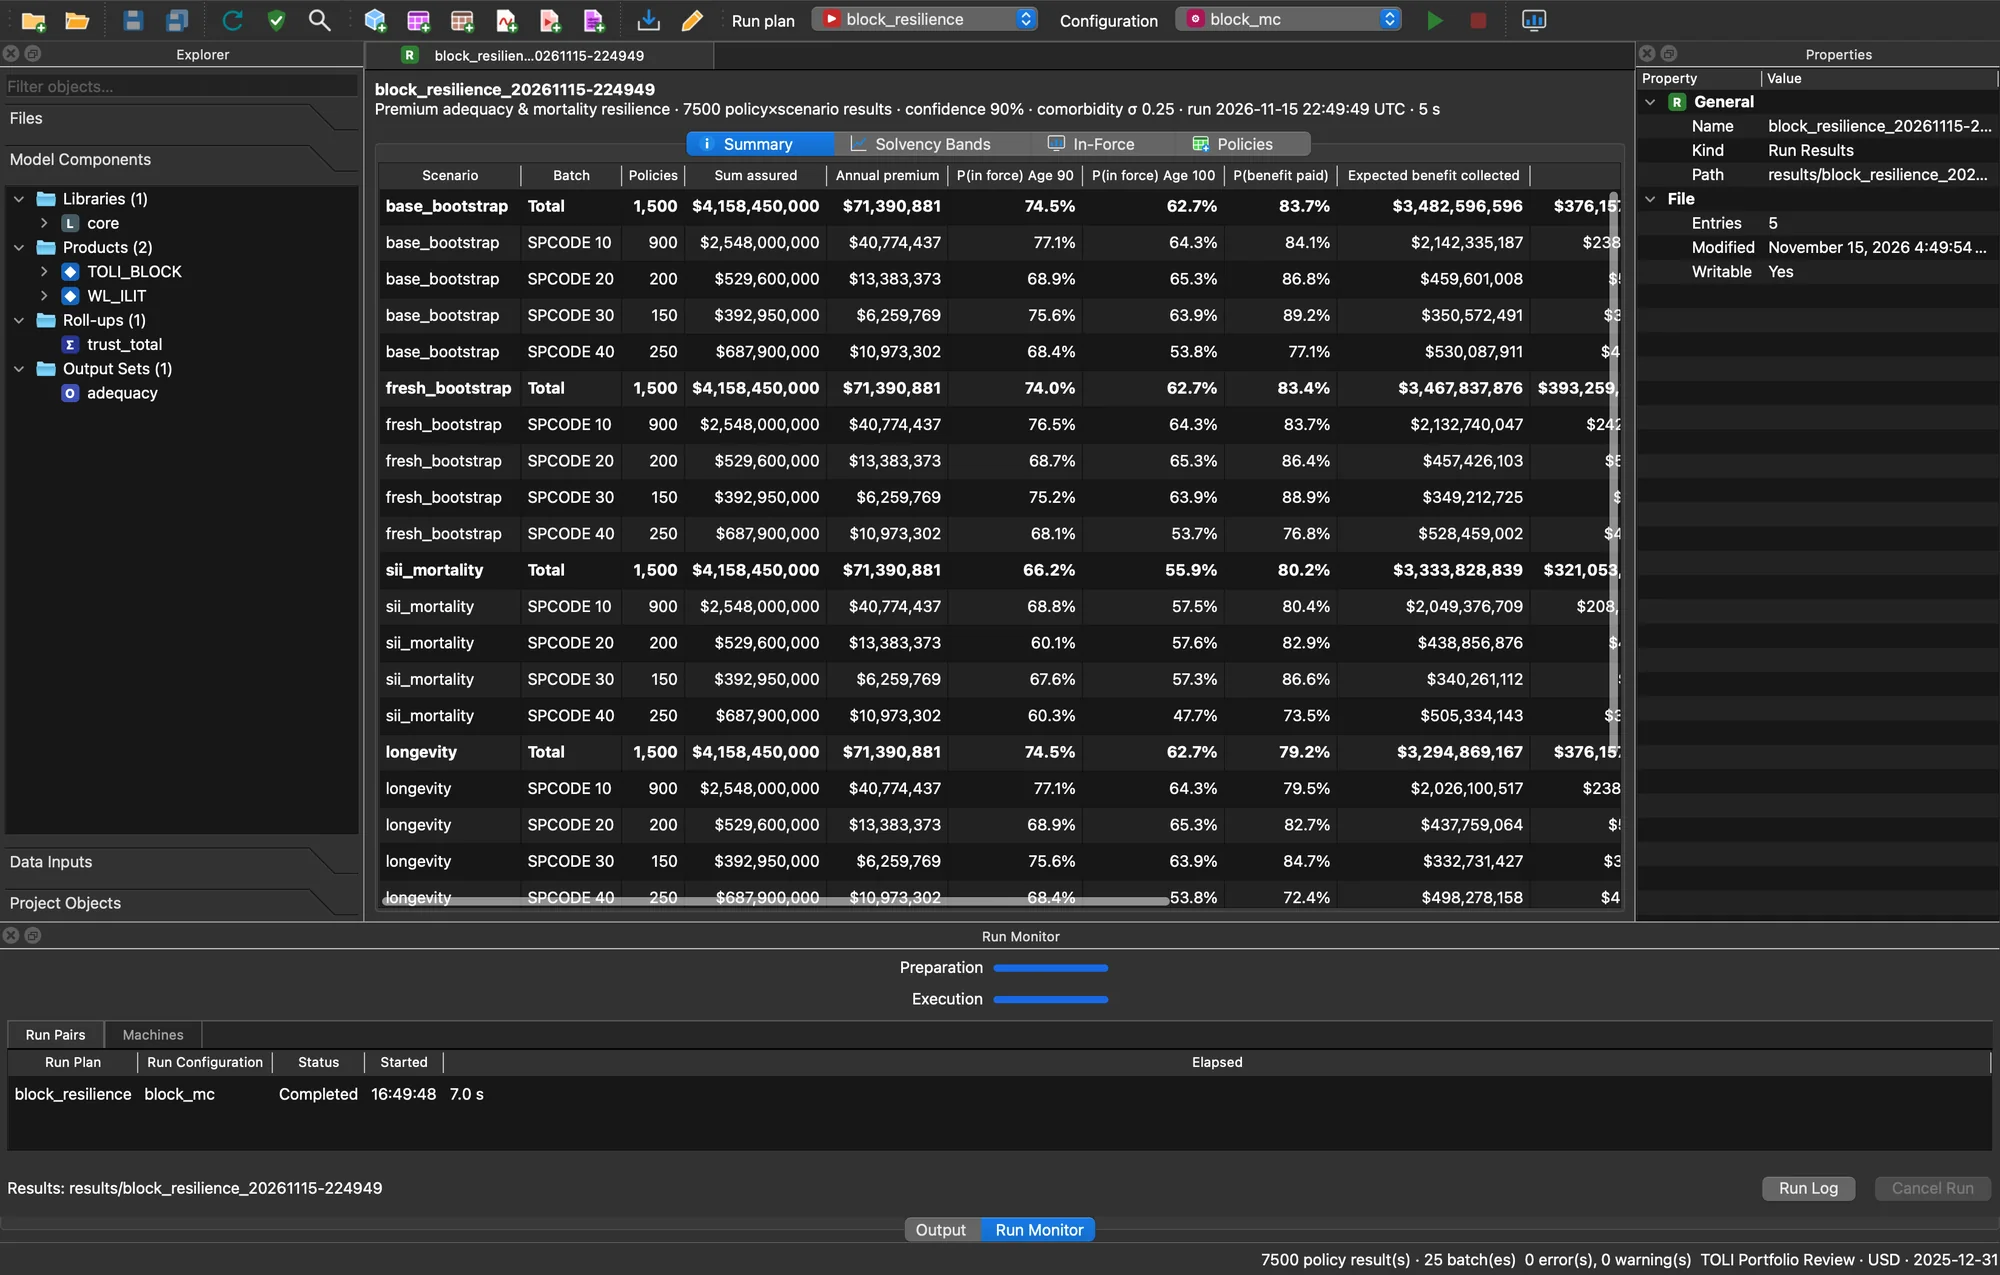 Run plan block_resilience Configuration block_mc
Explorer
Filter objects...
Files
Model Components
Libraries (1)
L core
Products (2)
TOLI_BLOCK
WL_ILIT
Roll-ups (1)
Σ trust_total
Output Sets (1)
O adequacy
Data Inputs
Project Objects
R block_resilien...0261115-224949
block_resilience_20261115-224949
Premium adequacy & mortality resilience · 7500 policy×scenario results · confidence 90% · comorbidity σ 0.25 · run 2026-11-15 22:49:49 UTC · 5 s
Summary Solvency Bands In-Force Policies
Scenario Batch Policies Sum assured Annual premium P(in force) Age 90 P(in force) Age 100 P(benefit paid) Expected benefit collected
base_bootstrap Total 1,500 $4,158,450,000 $71,390,881 74.5% 62.7% 83.7% $3,482,596,596 $376,157
base_bootstrap SPCODE 10 900 $2,548,000,000 $40,774,437 77.1% 64.3% 84.1% $2,142,335,187 $238
base_bootstrap SPCODE 20 200 $529,600,000 $13,383,373 68.9% 65.3% 86.8% $459,601,008
base_bootstrap SPCODE 30 150 $392,950,000 $6,259,769 75.6% 63.9% 89.2% $350,572,491 $3
base_bootstrap SPCODE 40 250 $687,900,000 $10,973,302 68.4% 53.8% 77.1% $530,087,911 $4
fresh_bootstrap Total 1,500 $4,158,450,000 $71,390,881 74.0% 62.7% 83.4% $3,467,837,876 $393,259,
fresh_bootstrap SPCODE 10 900 $2,548,000,000 $40,774,437 76.5% 64.3% 83.7% $2,132,740,047 $242
fresh_bootstrap SPCODE 20 200 $529,600,000 $13,383,373 68.7% 65.3% 86.4% $457,426,103 $5
fresh_bootstrap SPCODE 30 150 $392,950,000 $6,259,769 75.2% 63.9% 88.9% $349,212,725 $
fresh_bootstrap SPCODE 40 250 $687,900,000 $10,973,302 68.1% 53.7% 76.8% $528,459,002 $4
sii_mortality Total 1,500 $4,158,450,000 $71,390,881 66.2% 55.9% 80.2% $3,333,828,839 $321,053,
sii_mortality SPCODE 10 900 $2,548,000,000 $40,774,437 68.8% 57.5% 80.4% $2,049,376,709 $208,
sii_mortality SPCODE 20 200 $529,600,000 $13,383,373 60.1% 57.6% 82.9% $438,856,876
sii_mortality SPCODE 30 150 $392,950,000 $6,259,769 67.6% 57.3% 86.6% $340,261,112
sii_mortality SPCODE 40 250 $687,900,000 $10,973,302 60.3% 47.7% 73.5% $505,334,143 $3
longevity Total 1,500 $4,158,450,000 $71,390,881 74.5% 62.7% 79.2% $3,294,869,167 $376,157
longevity SPCODE 10 900 $2,548,000,000 $40,774,437 77.1% 64.3% 79.5% $2,026,100,517 $238
longevity SPCODE 20 200 $529,600,000 $13,383,373 68.9% 65.3% 82.7% $437,759,064
longevity SPCODE 30 150 $392,950,000 $6,259,769 75.6% 63.9% 84.7% $332,731,427 $3
longevity SPCODE 40 250 $687,900,000 $10,973,302 68.4% 53.8% 72.4% $498,278,158 $4
Properties
Property Value
R General
Name block_resilience_20261115-2...
Kind Run Results
Path results/block_resilience_202...
File
Entries 5
Modified November 15, 2026 4:49:54 ...
Writable Yes
Run Monitor
Preparation
Execution
Run Pairs Machines
Run Plan Run Configuration Status Started Elapsed
block_resilience block_mc Completed 16:49:48 7.0 s
Results: results/block_resilience_20261115-224949
Run Log Cancel Run
Output Run Monitor
7500 policy result(s) · 25 batch(es) 0 error(s), 0 warning(s) TOLI Portfolio Review · USD · 2025-12-31